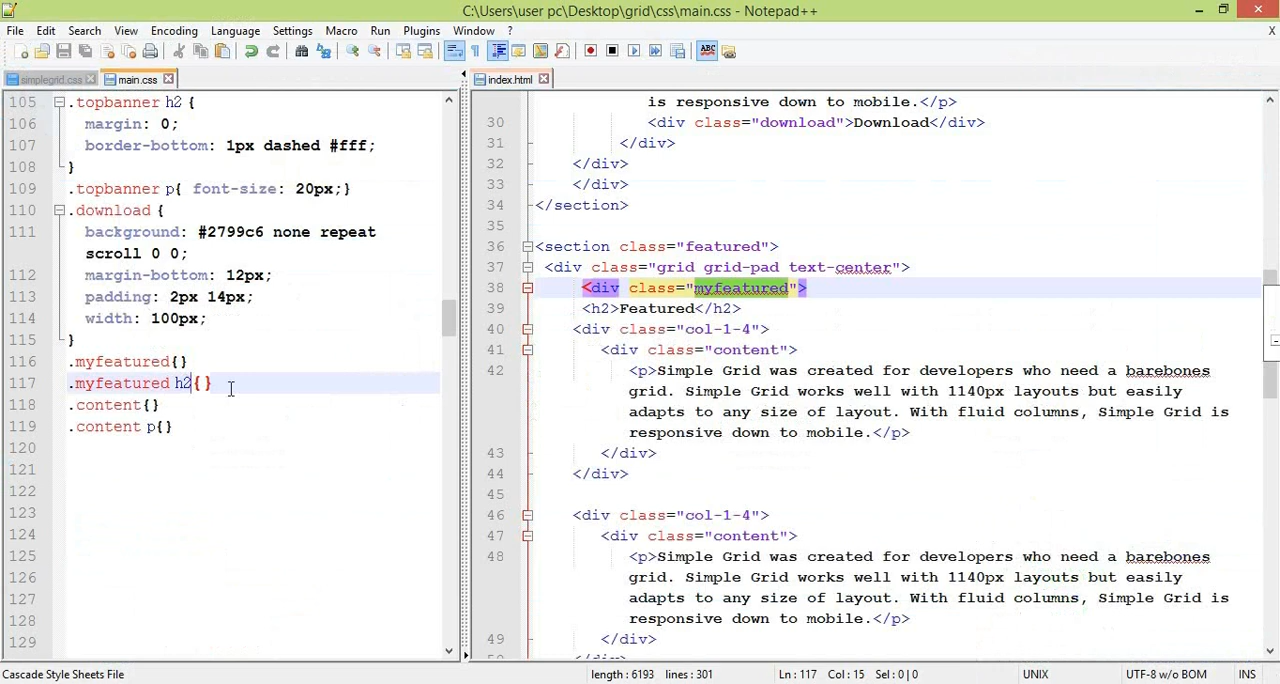 C:\Users\user pc\Desktop\grid\css\main.css - Notepad++
File Edit Search View Encoding Language Settings Macro Run Plugins Window ? X
simplegrid.css main.css
105 .topbanner h2 {
106 margin: 0;
107 border-bottom: 1px dashed #fff;
108 }
109 .topbanner p{ font-size: 20px;}
110 .download {
111 background: #2799c6 none repeat
scroll 0 0;
112 margin-bottom: 12px;
113 padding: 2px 14px;
114 width: 100px;
115 }
116 .myfeatured{}
117 .myfeatured h2{}
118 .content{}
119 .content p{}
120
121
122
123
124
125
126
127
128
129
index.html
is responsive down to mobile.</p>
30 <div class="download">Download</div>
31 </div>
32 </div>
33 </div>
34 </section>
35
36 <section class="featured">
37 <div class="grid grid-pad text-center">
38 <div class="myfeatured">
39 <h2>Featured</h2>
40 <div class="col-1-4">
41 <div class="content">
42 <p>Simple Grid was created for developers who need a barebones
grid. Simple Grid works well with 1140px layouts but easily
adapts to any size of layout. With fluid columns, Simple Grid is
responsive down to mobile.</p>
43 </div>
44 </div>
45
46 <div class="col-1-4">
47 <div class="content">
48 <p>Simple Grid was created for developers who need a barebones
grid. Simple Grid works well with 1140px layouts but easily
adapts to any size of layout. With fluid columns, Simple Grid is
responsive down to mobile.</p>
49 </div>
Cascade Style Sheets File length : 6193 lines : 301 Ln : 117 Col : 15 Sel : 0 | 0 UNIX UTF-8 w/o BOM INS